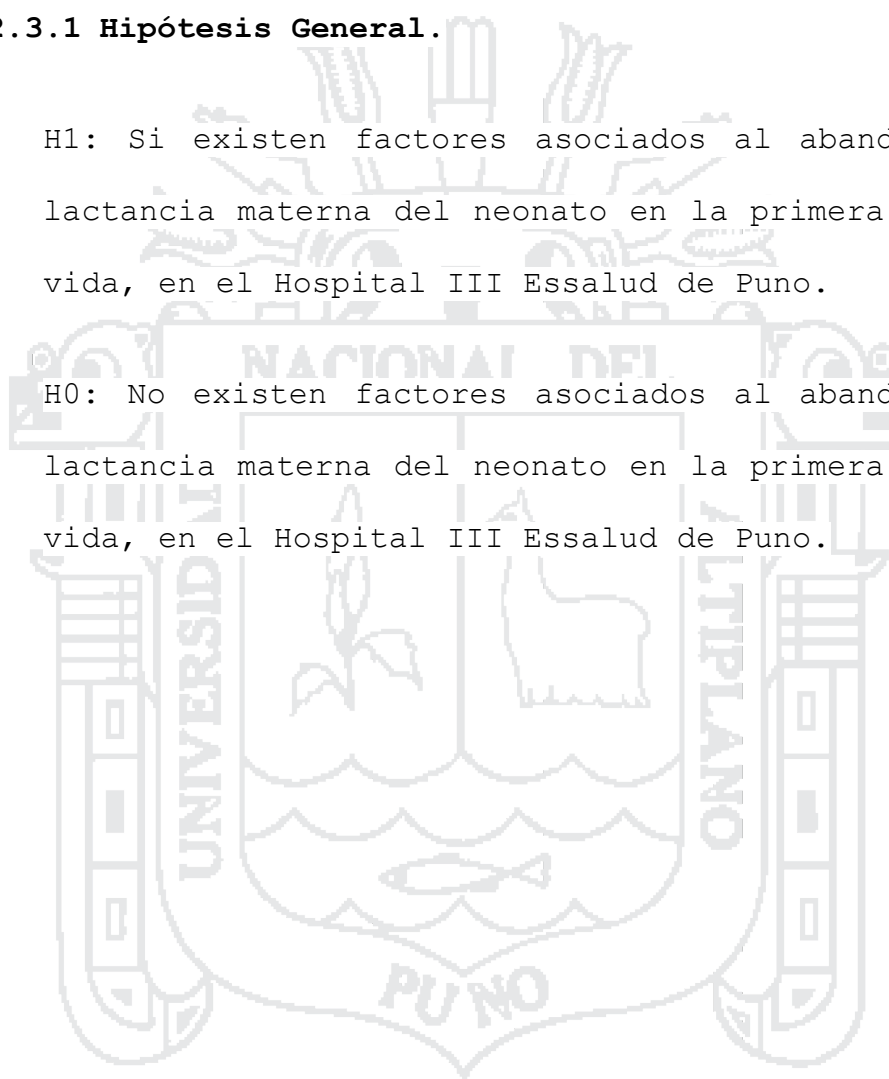 2.3.1 Hipótesis General.
H1: Si existen factores asociados al aband
lactancia materna del neonato en la primera
vida, en el Hospital III Essalud de Puno.
NACIONAL DEL
H0: No existen factores asociados al aband
lactancia materna del neonato en la primera
vida, en el Hospital III Essalud de Puno.
UNIVERSID
LTIPLANO
PUNO